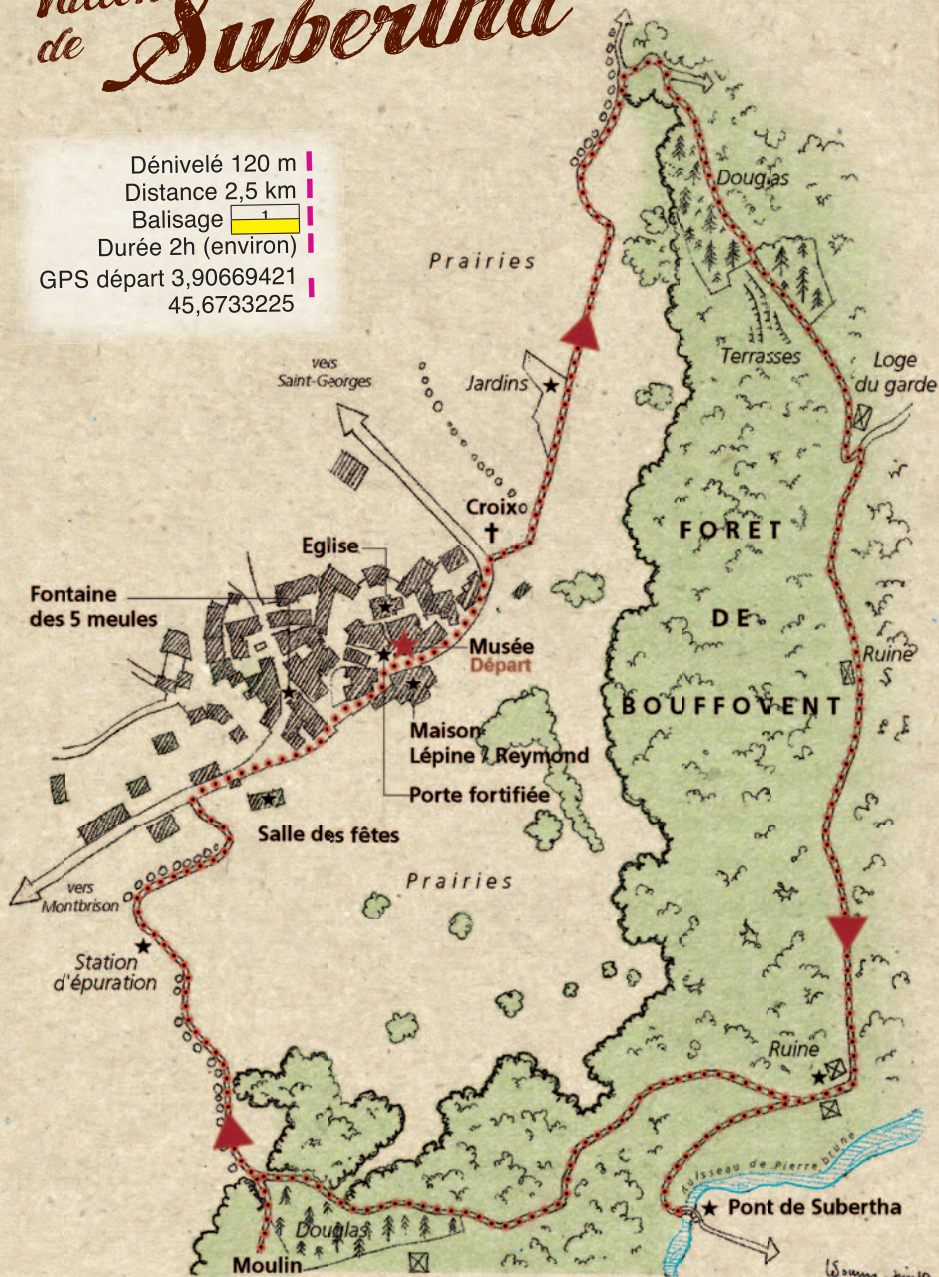 de Subertha
Dénivelé 120 m
Distance 2,5 km
Balisage 1
Durée 2h (environ)
GPS départ 3,90669421
45,6733225
Douglas
Prairies
Terrasses
Loge
du garde
vers
Saint-Georges
Jardins
Croix
FORET
DE
BOUFFOVENT
Eglise
Fontaine
des 5 meules
Musée
Départ
Ruine
Maison
Lépine / Reymond
Porte fortifiée
Salle des fêtes
Prairies
vers
Montbrison
Station
d'épuration
Ruine
Ruisseau de Pierre brune
Pont de Subertha
Douglas
Moulin